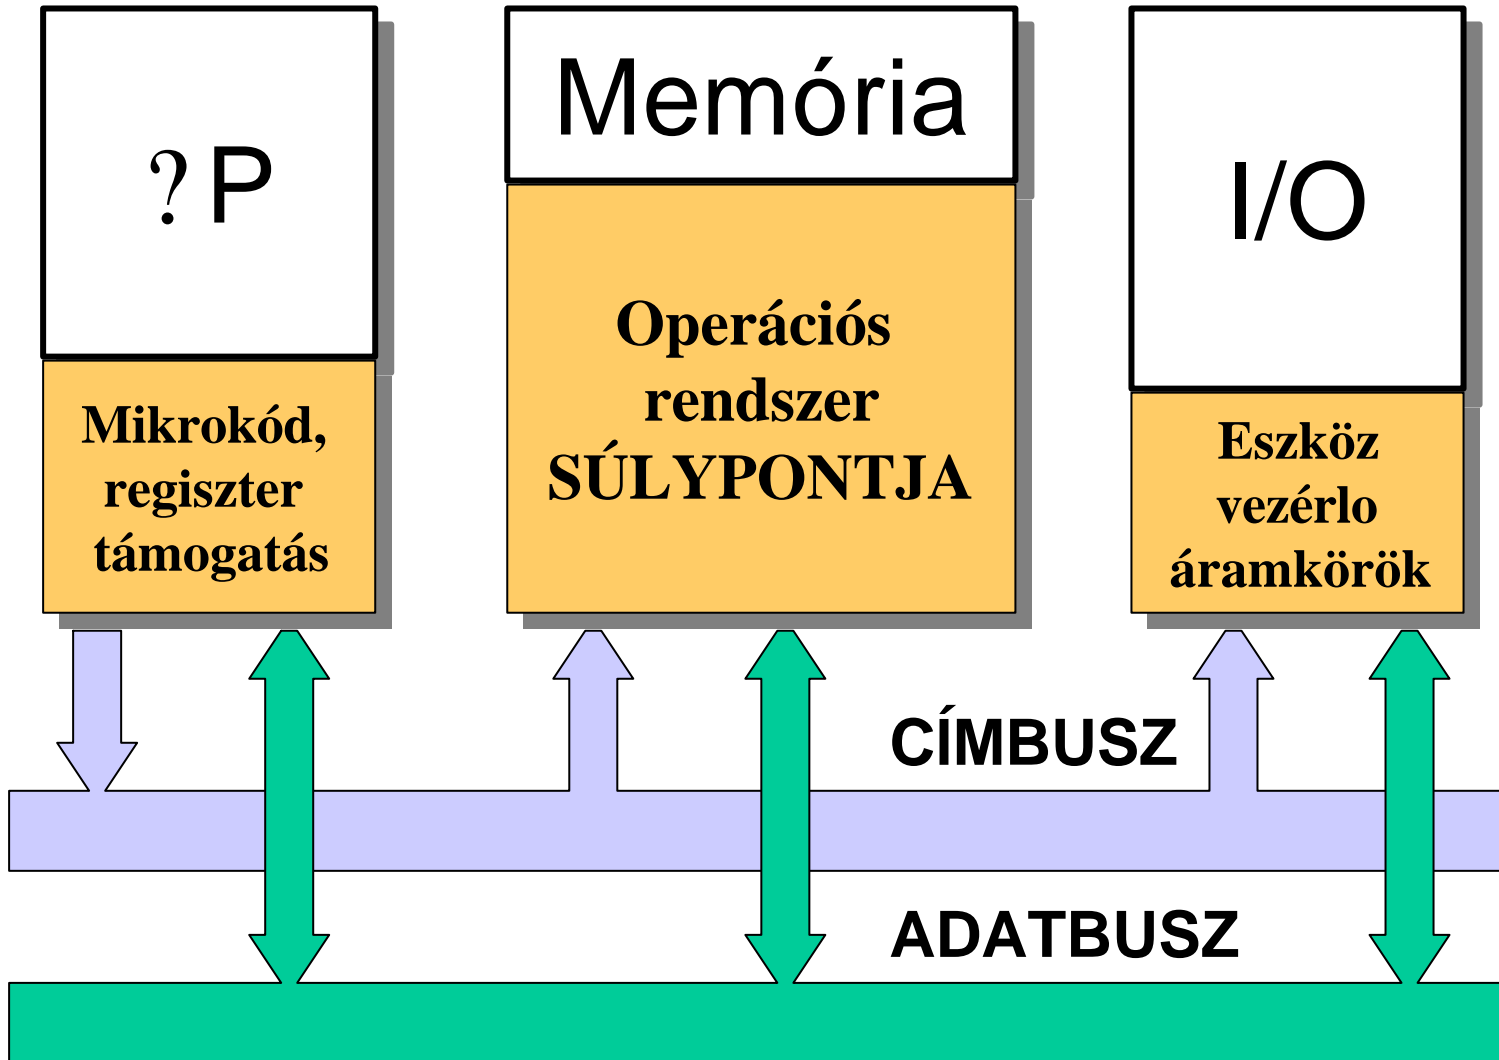 ?P
Mikrokód,
regiszter
támogatás
Memória
Operációs
rendszer
SÚLYPONTJA
I/O
Eszköz
vezérlo
áramkörök
CÍMBUSZ
ADATBUSZ